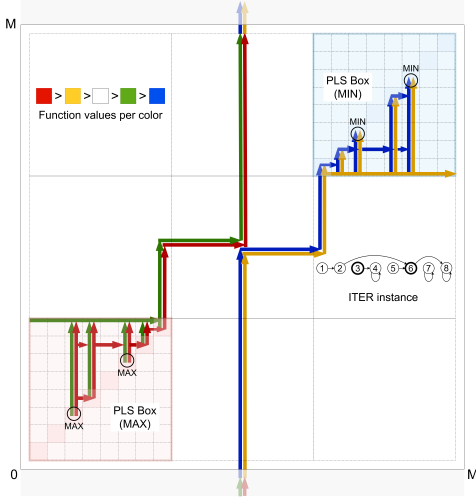 M
MIN
PLS Box
(MIN)
> > > >
Function values per color
MIN
1 2 3 4 5 6 7 8
ITER instance
MAX
PLS Box
(MAX)
MAX
0
M